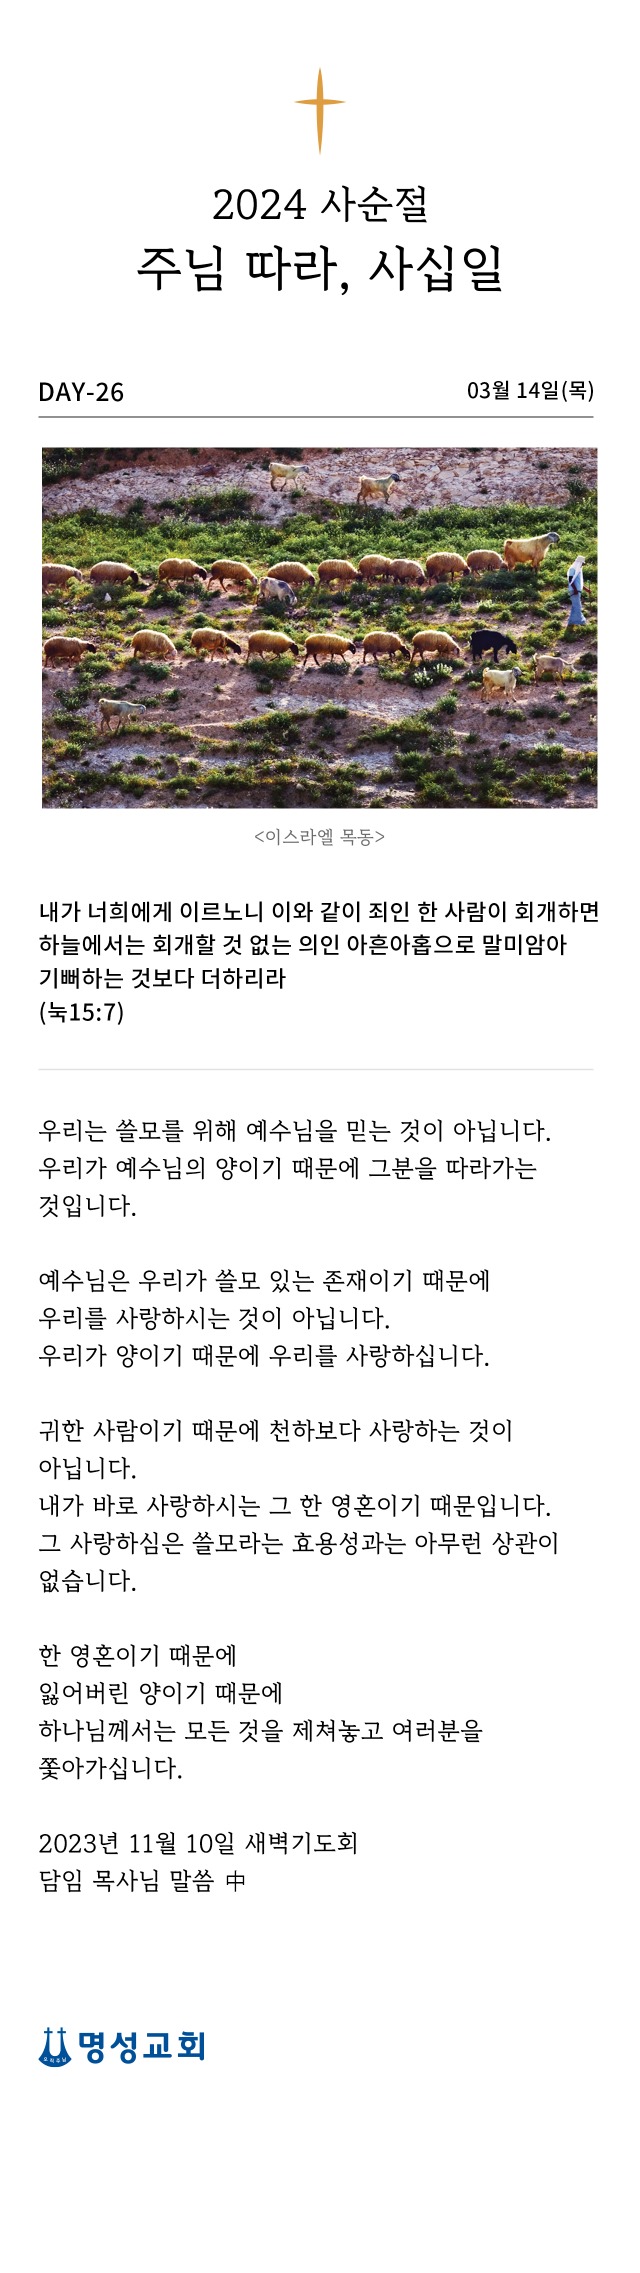 2024 사순절
주님 따라, 사십일
DAY-26
03월 14일(목)
<이스라엘 목동>
내가 너희에게 이르노니 이와 같이 죄인 한 사람이 회개하면
하늘에서는 회개할 것 없는 의인 아흔아홉으로 말미암아
기뻐하는 것보다 더하리라
(눅15:7)
우리는 쓸모를 위해 예수님을 믿는 것이 아닙니다.
우리가 예수님의 양이기 때문에 그분을 따라가는
것입니다.
예수님은 우리가 쓸모 있는 존재이기 때문에
우리를 사랑하시는 것이 아닙니다.
우리가 양이기 때문에 우리를 사랑하십니다.
귀한 사람이기 때문에 천하보다 사랑하는 것이
아닙니다.
내가 바로 사랑하시는 그 한 영혼이기 때문입니다.
그 사랑하심은 쓸모라는 효용성과는 아무런 상관이
없습니다.
한 영혼이기 때문에
잃어버린 양이기 때문에
하나님께서는 모든 것을 제쳐놓고 여러분을
쫓아가십니다.
2023년 11월 10일 새벽기도회
담임 목사님 말씀 中
오직주님
명성교회